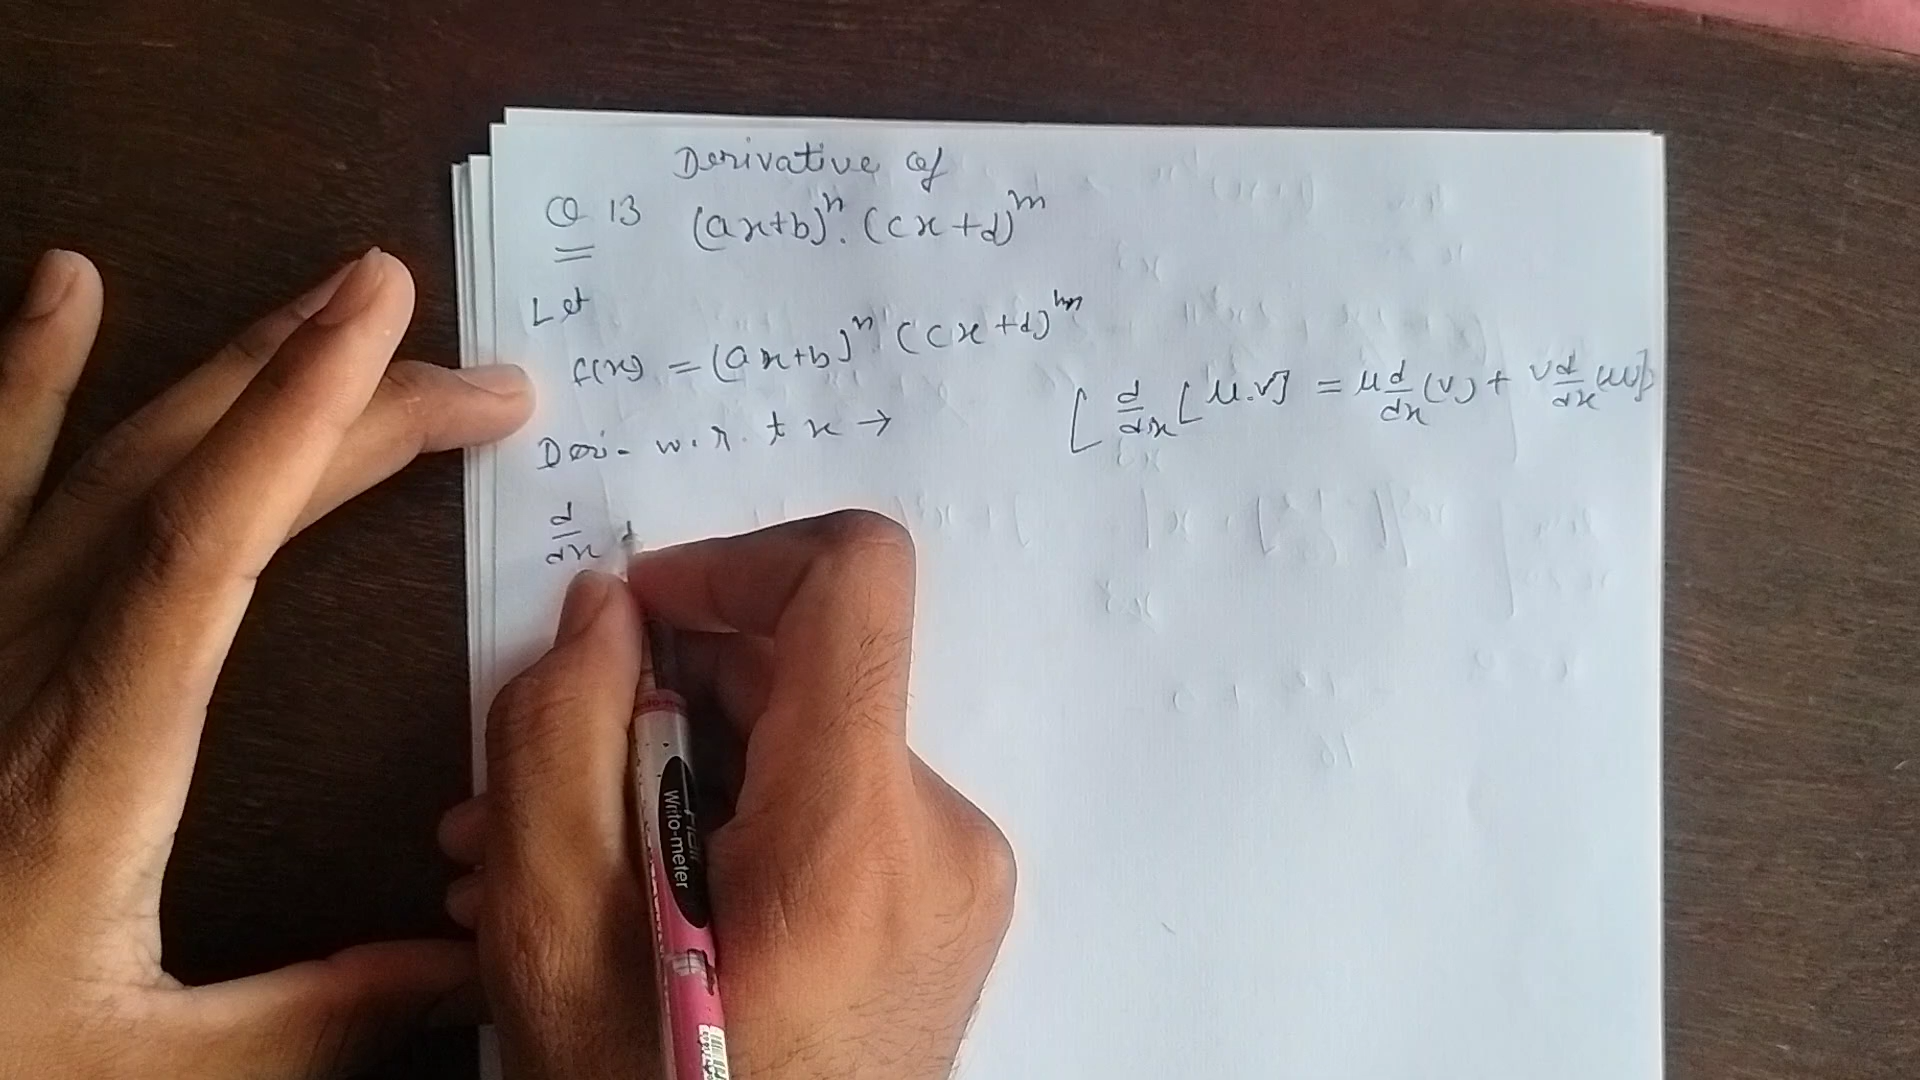 Derivative of
Q 13 (ax+b)^n . (cx+d)^m
Let
f(x) = (ax+b)^n . (cx+d)^m
[ d/dx [u.v] = u d/dx (v) + v d/dx (u) ]
Deri- w.r.t x →
d/dx
Write-meter